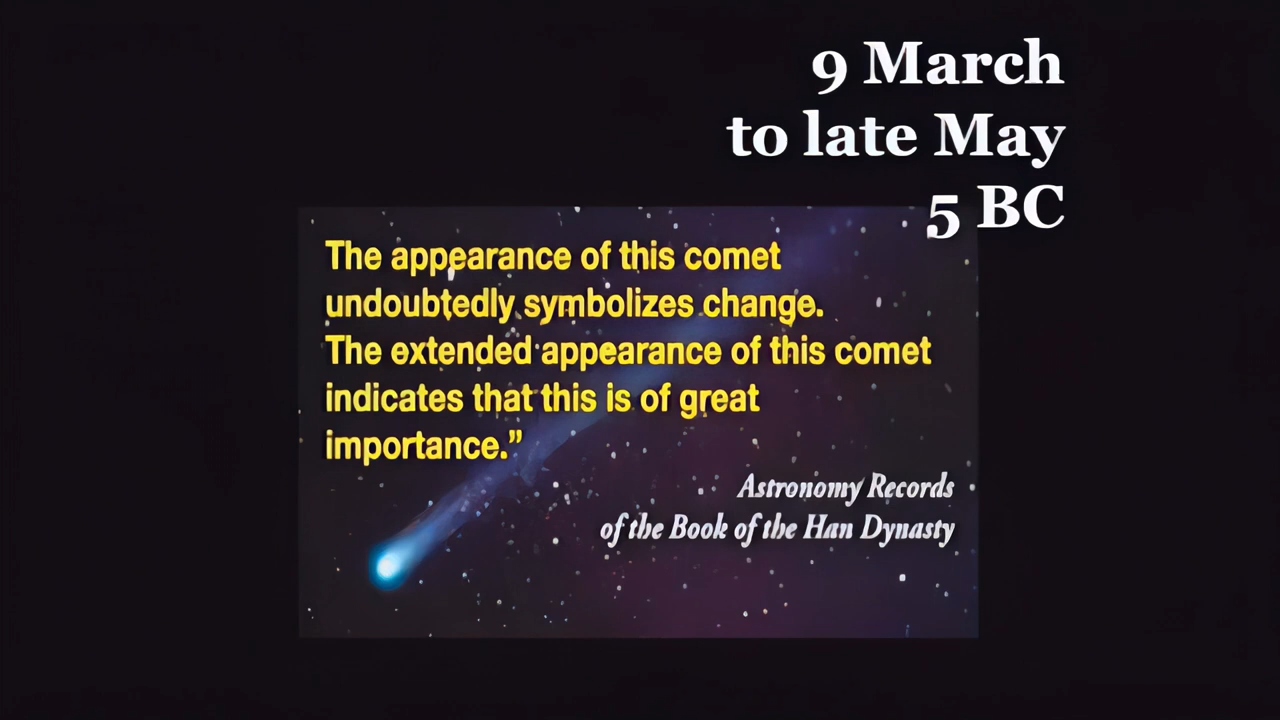 9 March
to late May
5 BC
The appearance of this comet
undoubtedly symbolizes change.
The extended appearance of this comet
indicates that this is of great
importance.”
Astronomy Records
of the Book of the Han Dynasty